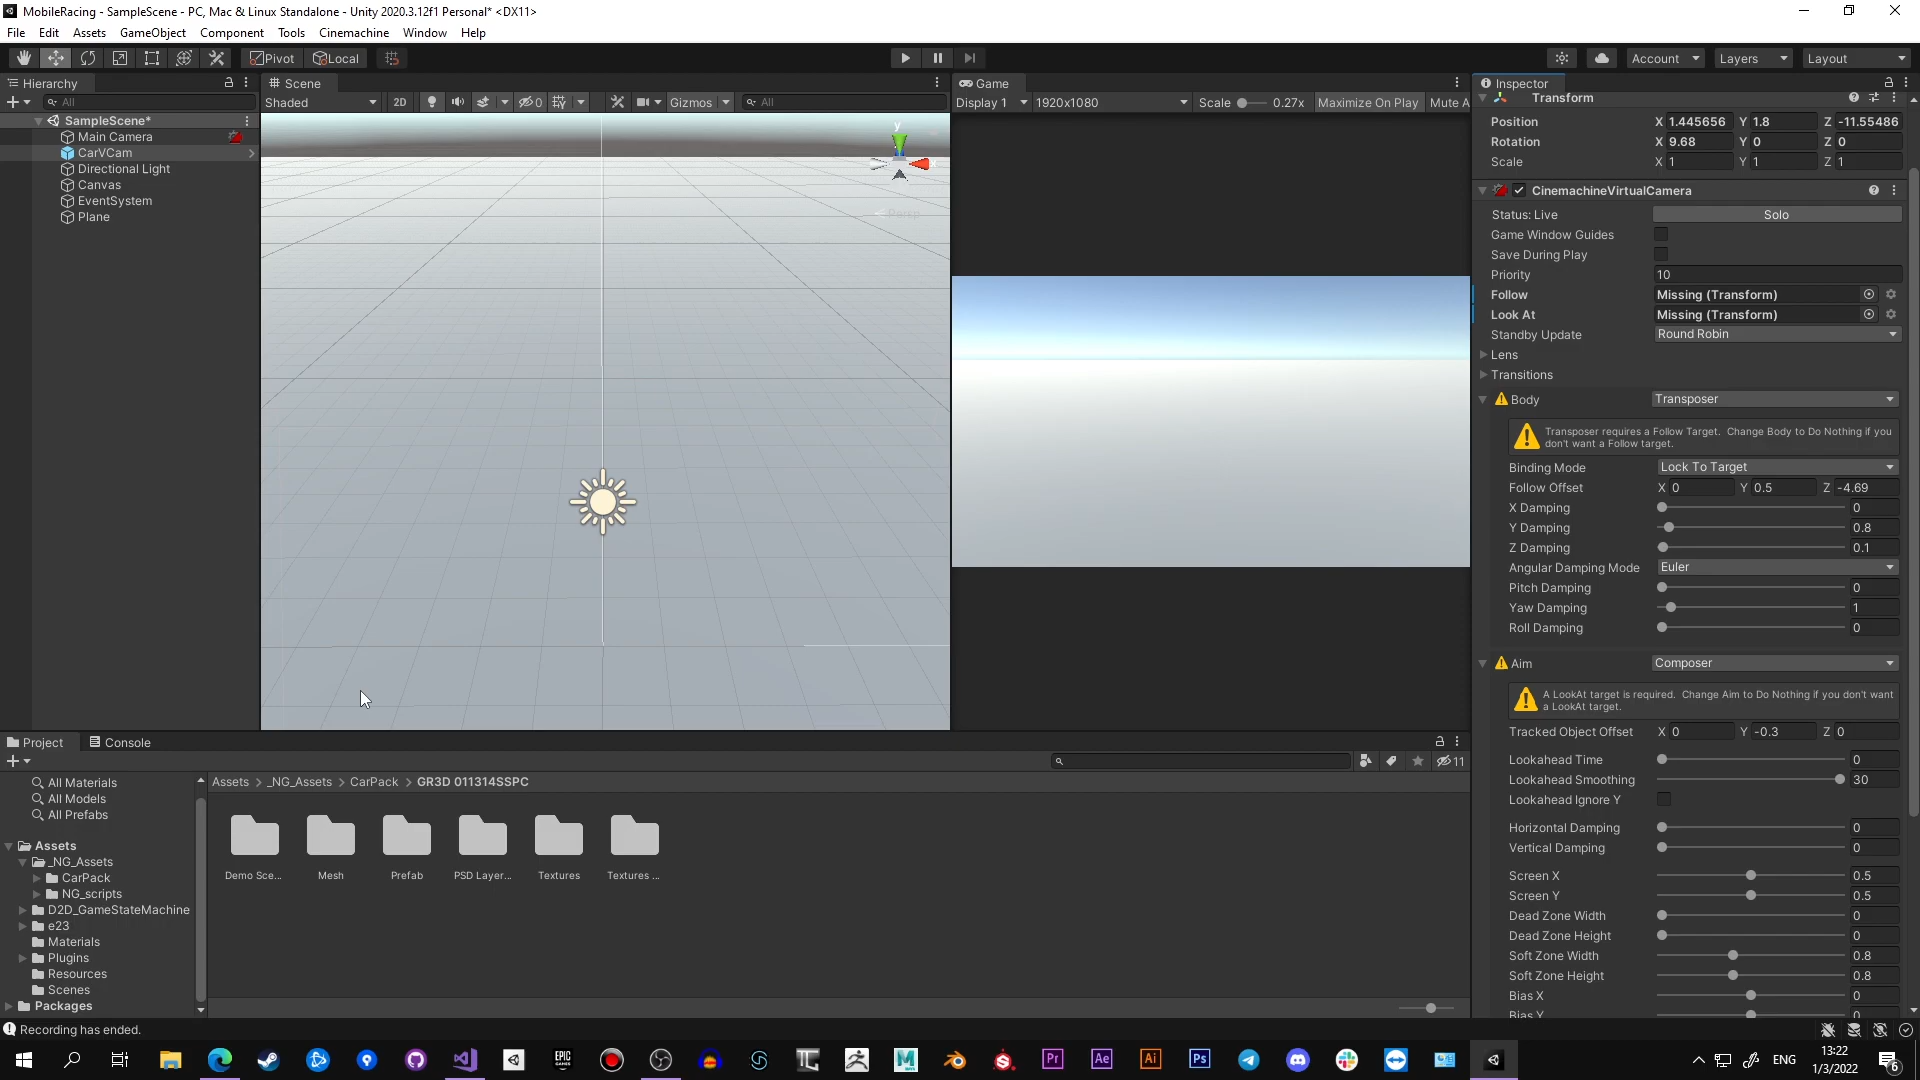 MobileRacing - SampleScene - PC, Mac & Linux Standalone - Unity 2020.3.12f1 Personal* <DX11>
File Edit Assets GameObject Component Tools Cinemachine Window Help
Pivot Local Account Layers Layout
Hierarchy
All
SampleScene*
Main Camera
CarVCam
Directional Light
Canvas
EventSystem
Plane
Scene
Shaded 2D 0 Gizmos All
y
x
Persp
Game
Display 1 1920x1080 Scale 0.27x Maximize On Play Mute A
Inspector
Transform
Position X 1.445656 Y 1.8 Z -11.55486
Rotation X 9.68 Y 0 Z 0
Scale X 1 Y 1 Z 1
CinemachineVirtualCamera
Status: Live Solo
Game Window Guides
Save During Play
Priority 10
Follow Missing (Transform)
Look At Missing (Transform)
Standby Update Round Robin
Lens
Transitions
Body Transposer
Transposer requires a Follow Target. Change Body to Do Nothing if you
don't want a Follow target.
Binding Mode Lock To Target
Follow Offset X 0 Y 0.5 Z -4.69
X Damping 0
Y Damping 0.8
Z Damping 0.1
Angular Damping Mode Euler
Pitch Damping 0
Yaw Damping 1
Roll Damping 0
Aim Composer
A LookAt target is required. Change Aim to Do Nothing if you don't want
a LookAt target.
Tracked Object Offset X 0 Y -0.3 Z 0
Lookahead Time 0
Lookahead Smoothing 30
Lookahead Ignore Y
Horizontal Damping 0
Vertical Damping 0
Screen X 0.5
Screen Y 0.5
Dead Zone Width 0
Dead Zone Height 0
Soft Zone Width 0.8
Soft Zone Height 0.8
Bias X 0
Bias Y 0
Project Console
11
All Materials
All Models
All Prefabs
Assets
_NG_Assets
CarPack
NG_scripts
D2D_GameStateMachine
e23
Materials
Plugins
Resources
Scenes
Packages
Assets > _NG_Assets > CarPack > GR3D 011314SSPC
Demo Sce... Mesh Prefab PSD Layer... Textures Textures ...
Recording has ended.
EPIC GAMES Pr Ae Ai Ps ENG 13:22
1/3/2022 6